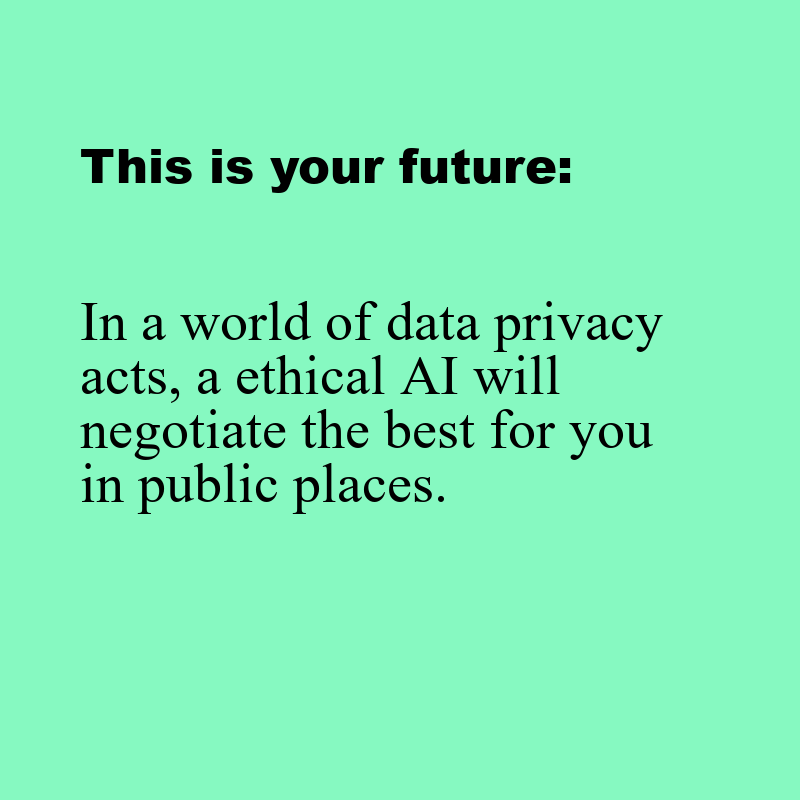 This is your future:
In a world of data privacy
acts, a ethical AI will
negotiate the best for you
in public places.